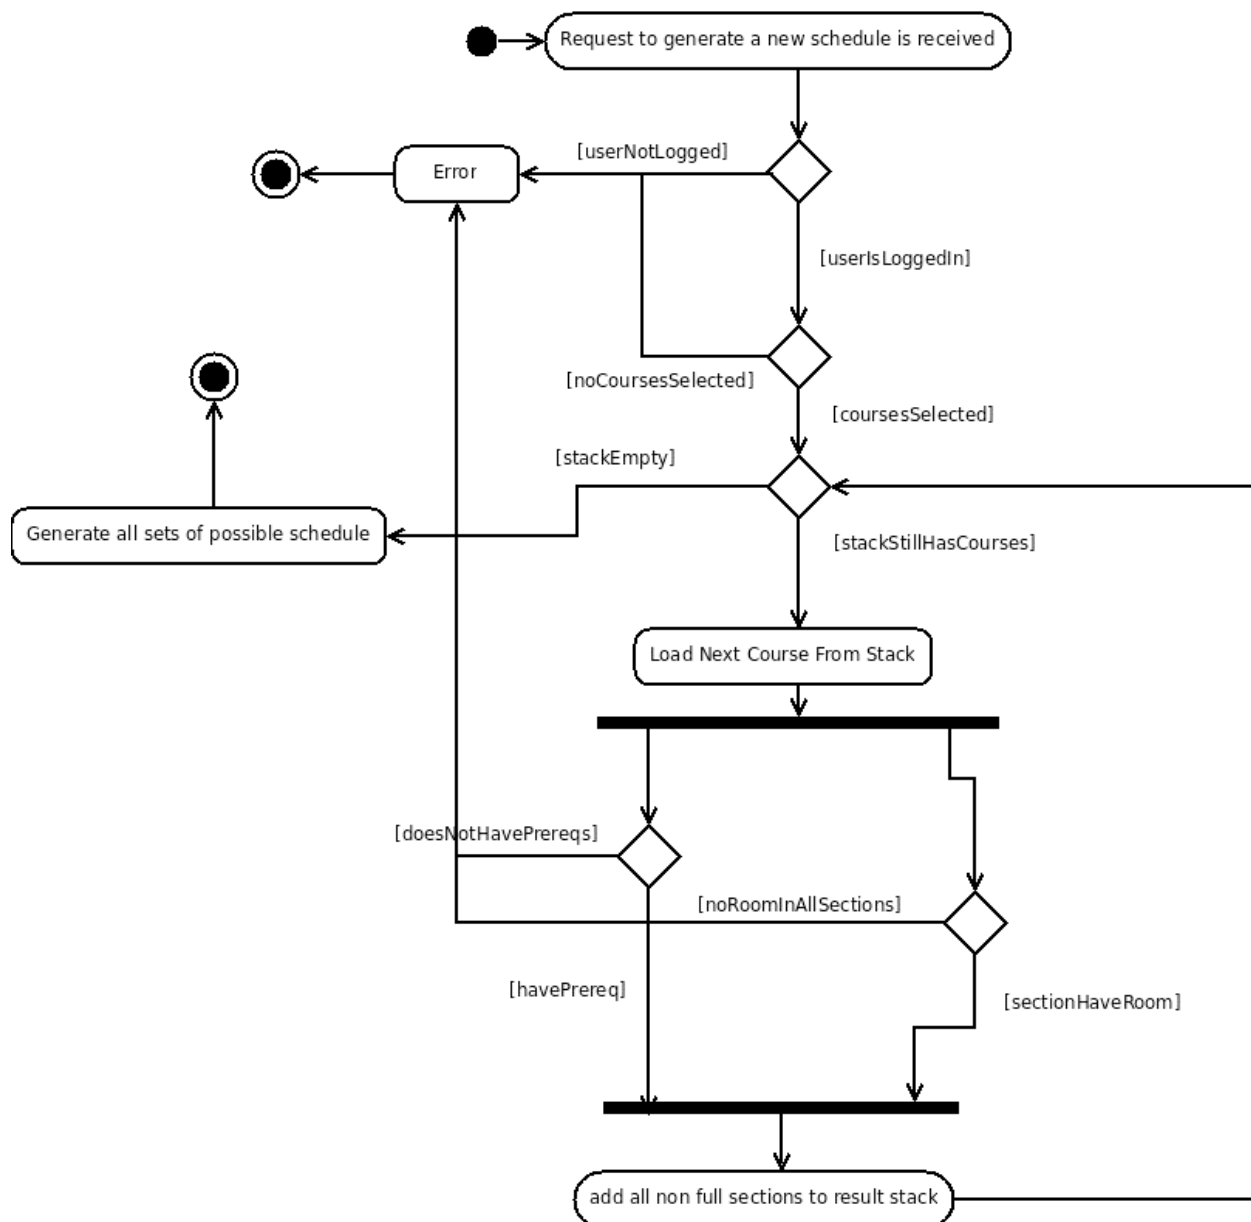 Request to generate a new schedule is received
[userNotLogged]
Error
[userIsLoggedIn]
[noCoursesSelected]
[coursesSelected]
[stackEmpty]
Generate all sets of possible schedule
[stackStillHasCourses]
Load Next Course From Stack
[doesNotHavePrereqs]
[noRoomInAllSections]
[havePrereq]
[sectionHaveRoom]
add all non full sections to result stack